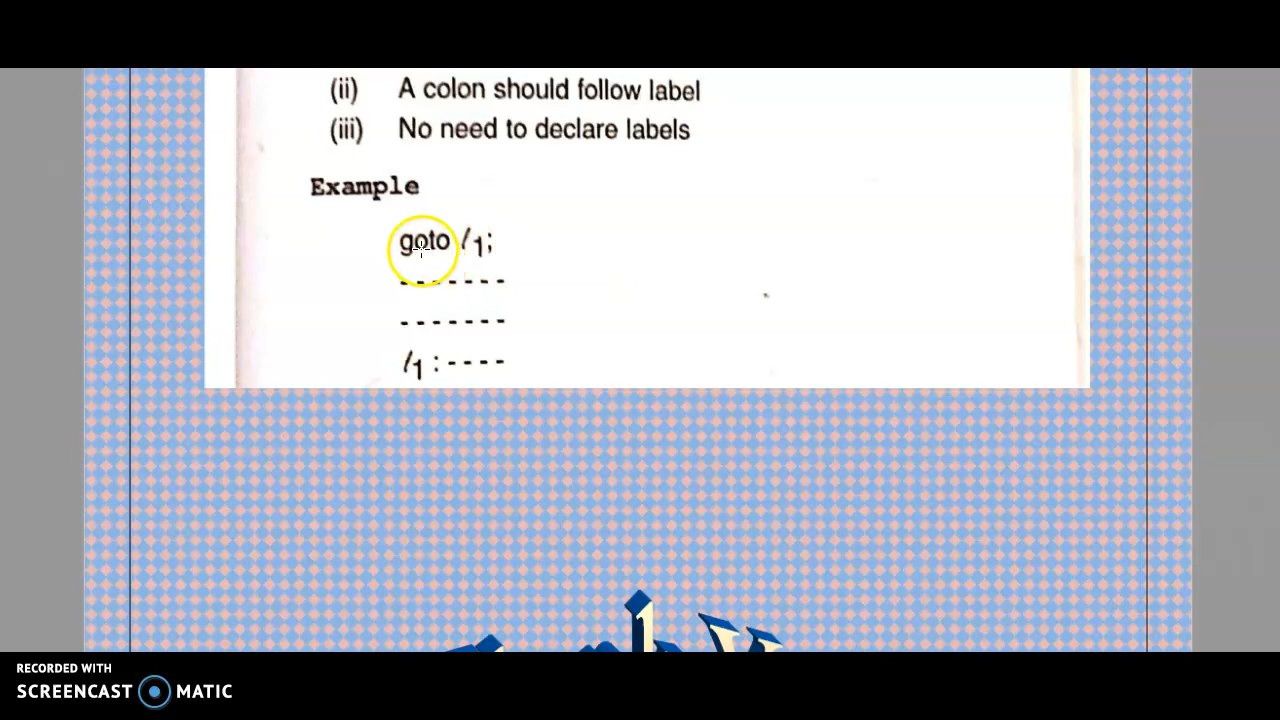 (ii) A colon should follow label
(iii) No need to declare labels
Example
goto l1;
-------
-------
l1 : ----
RECORDED WITH
SCREENCAST MATIC